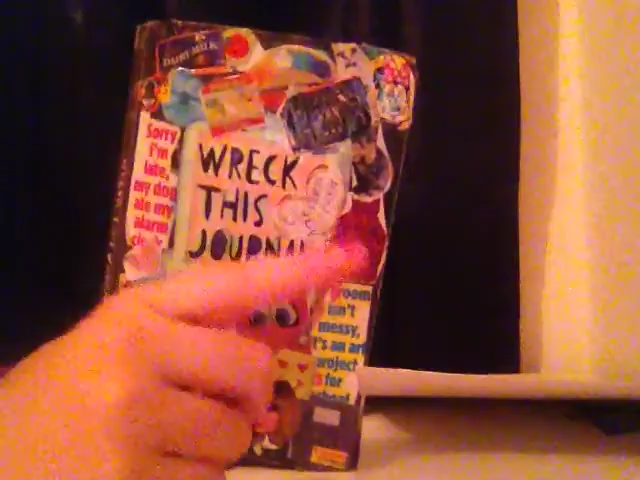 DAIRY MILK
Sorry
I'm
late,
my dog
ate my
alarm
WRECK
THIS
JOURNAL
room
isn't
messy,
it's an art
project
for